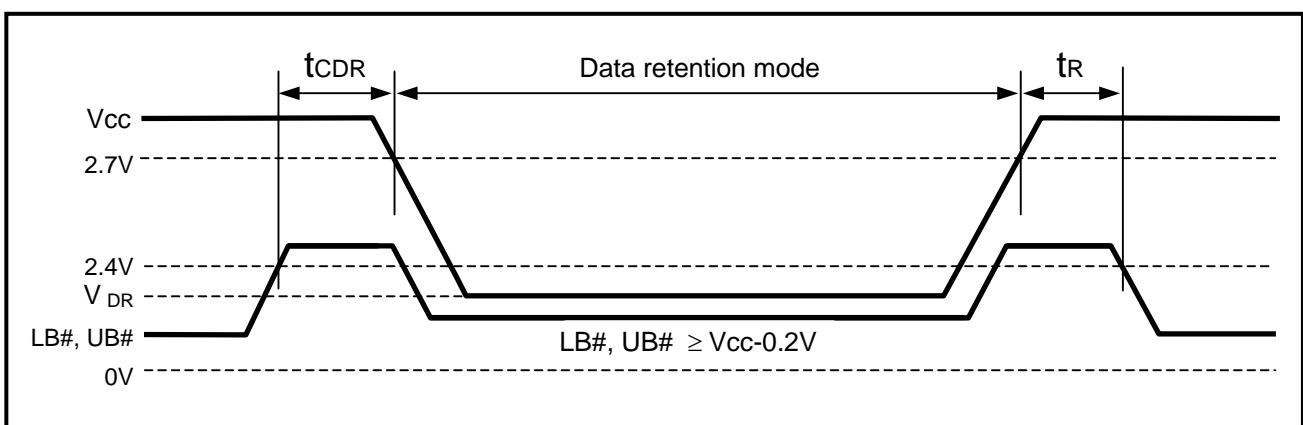 tCDR
Data retention mode
tR
Vcc
2.7V
2.4V
V DR
LB#, UB#
LB#, UB# ≥ Vcc-0.2V
0V